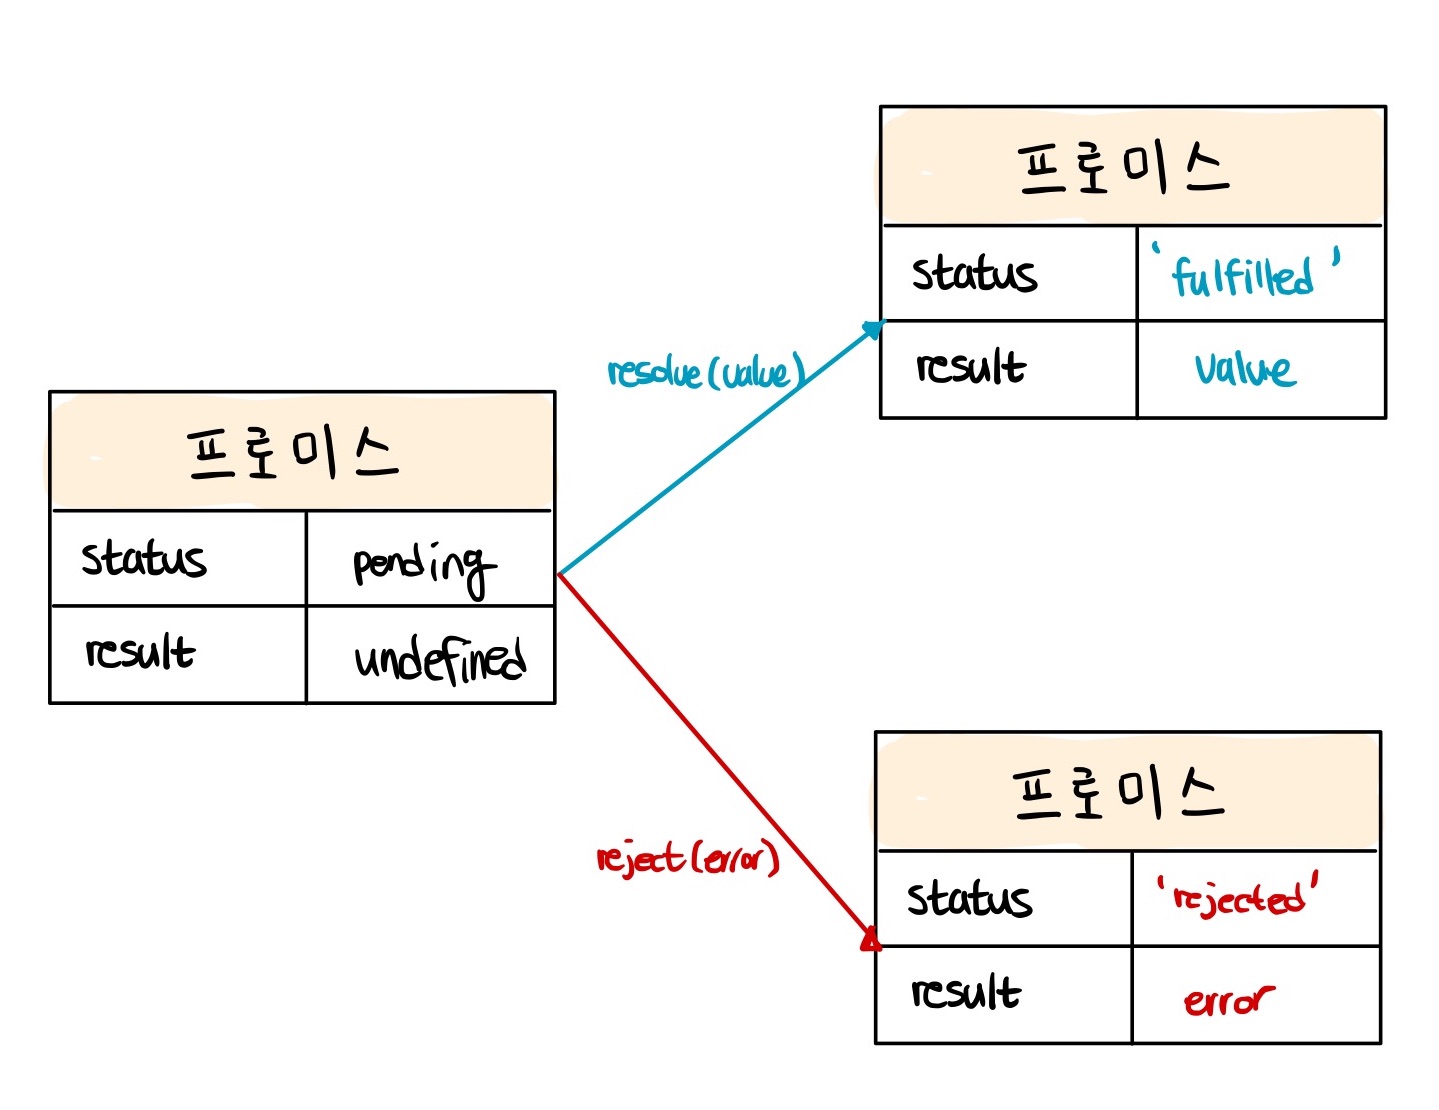 프로미스
status pending
result undefined
resolve(value)
프로미스
status 'fulfilled'
result value
reject(error)
프로미스
status 'rejected'
result error